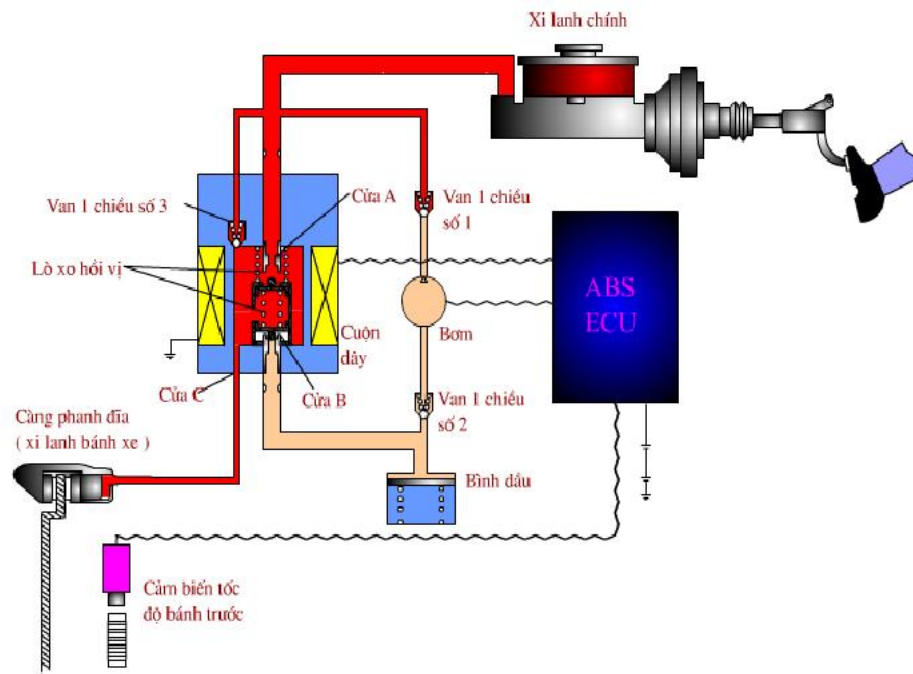 Xi lanh chính
Van 1 chiều số 3
Cửa A
Van 1 chiều
số 1
Lò xo hồi vị
ABS
ECU
Bơm
Cuộn
dây
Cửa C
Cửa B
Van 1 chiều
số 2
Càng phanh đĩa
( xi lanh bánh xe )
Bình dầu
Cảm biến tốc
độ bánh trước